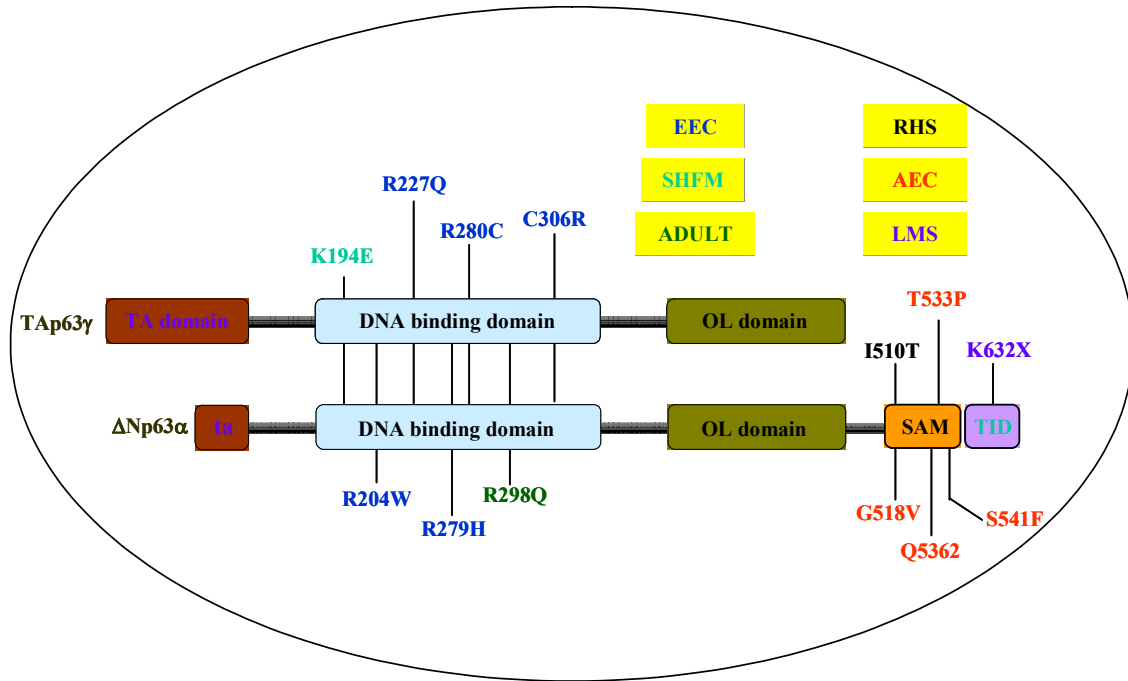 EEC
RHS
SHFM
AEC
ADULT
LMS
R227Q
R280C
C306R
K194E
T533P
TAp63γ
TA domain
DNA binding domain
OL domain
I510T
K632X
ΔNp63α
ta
DNA binding domain
OL domain
SAM
TID
R204W
R279H
R298Q
G518V
Q5362
S541F